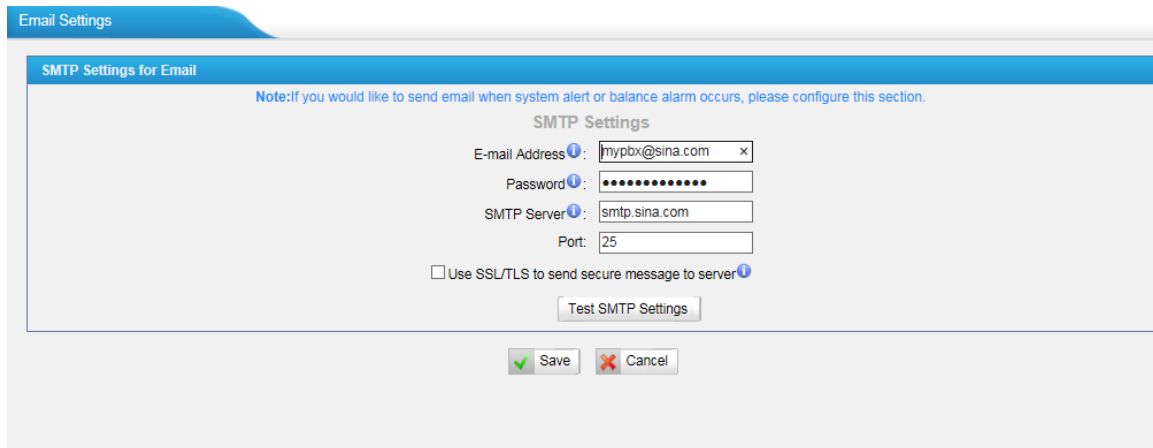 Email Settings
SMTP Settings for Email
Note:If you would like to send email when system alert or balance alarm occurs, please configure this section.
SMTP Settings
E-mail Address i : mypbx@sina.com ×
Password i : •••••••••••••
SMTP Server i : smtp.sina.com
Port: 25
Use SSL/TLS to send secure message to server i
Test SMTP Settings
Save Cancel